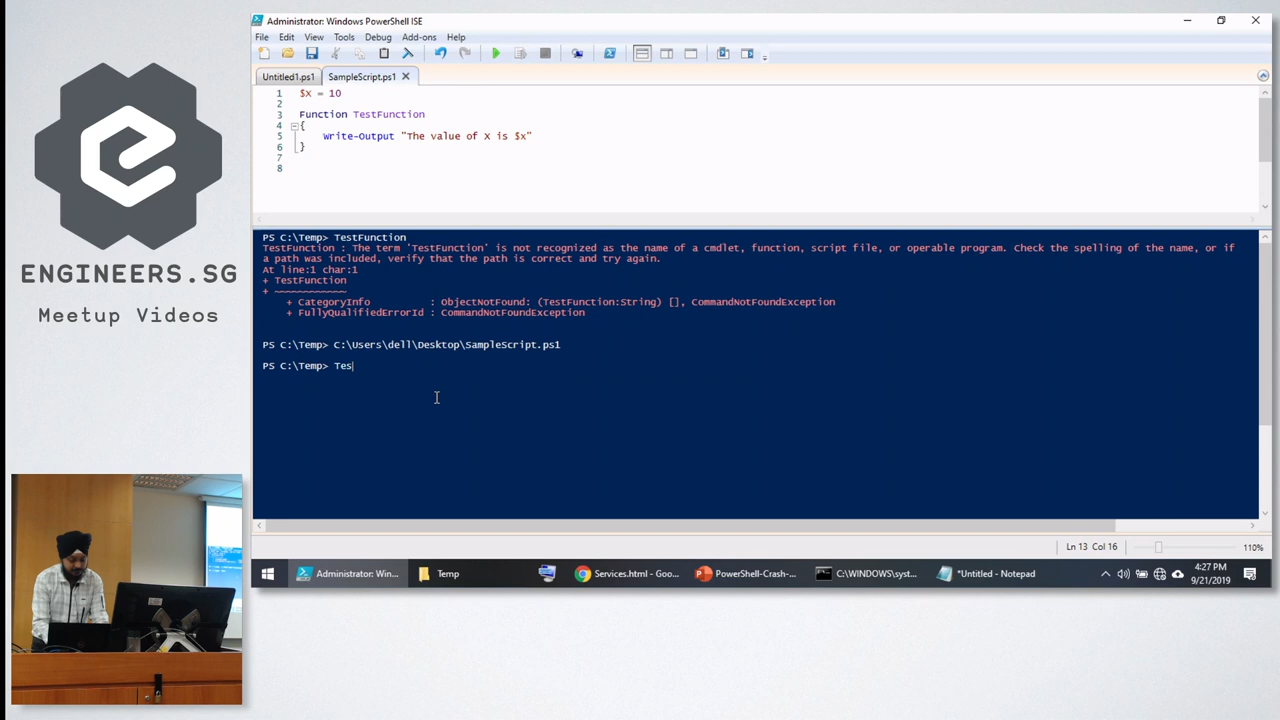 ENGINEERS.SG
Meetup Videos
Administrator: Windows PowerShell ISE
File Edit View Tools Debug Add-ons Help
Untitled1.ps1 SampleScript.ps1
1 $x = 10
2
3 Function TestFunction
4 {
5 Write-Output "The value of X is $x"
6 }
7
8
PS C:\Temp> TestFunction
TestFunction : The term 'TestFunction' is not recognized as the name of a cmdlet, function, script file, or operable program. Check the spelling of the name, or if
a path was included, verify that the path is correct and try again.
At line:1 char:1
+ TestFunction
+ ~~~~~~~~~~~~
+ CategoryInfo : ObjectNotFound: (TestFunction:String) [], CommandNotFoundException
+ FullyQualifiedErrorId : CommandNotFoundException
PS C:\Temp> C:\Users\dell\Desktop\SampleScript.ps1
PS C:\Temp> Tes
Ln 13 Col 16 110%
Administrator: Win... Temp Services.html - Goo... PowerShell-Crash-... C:\WINDOWS\syst... *Untitled - Notepad
4:27 PM
9/21/2019